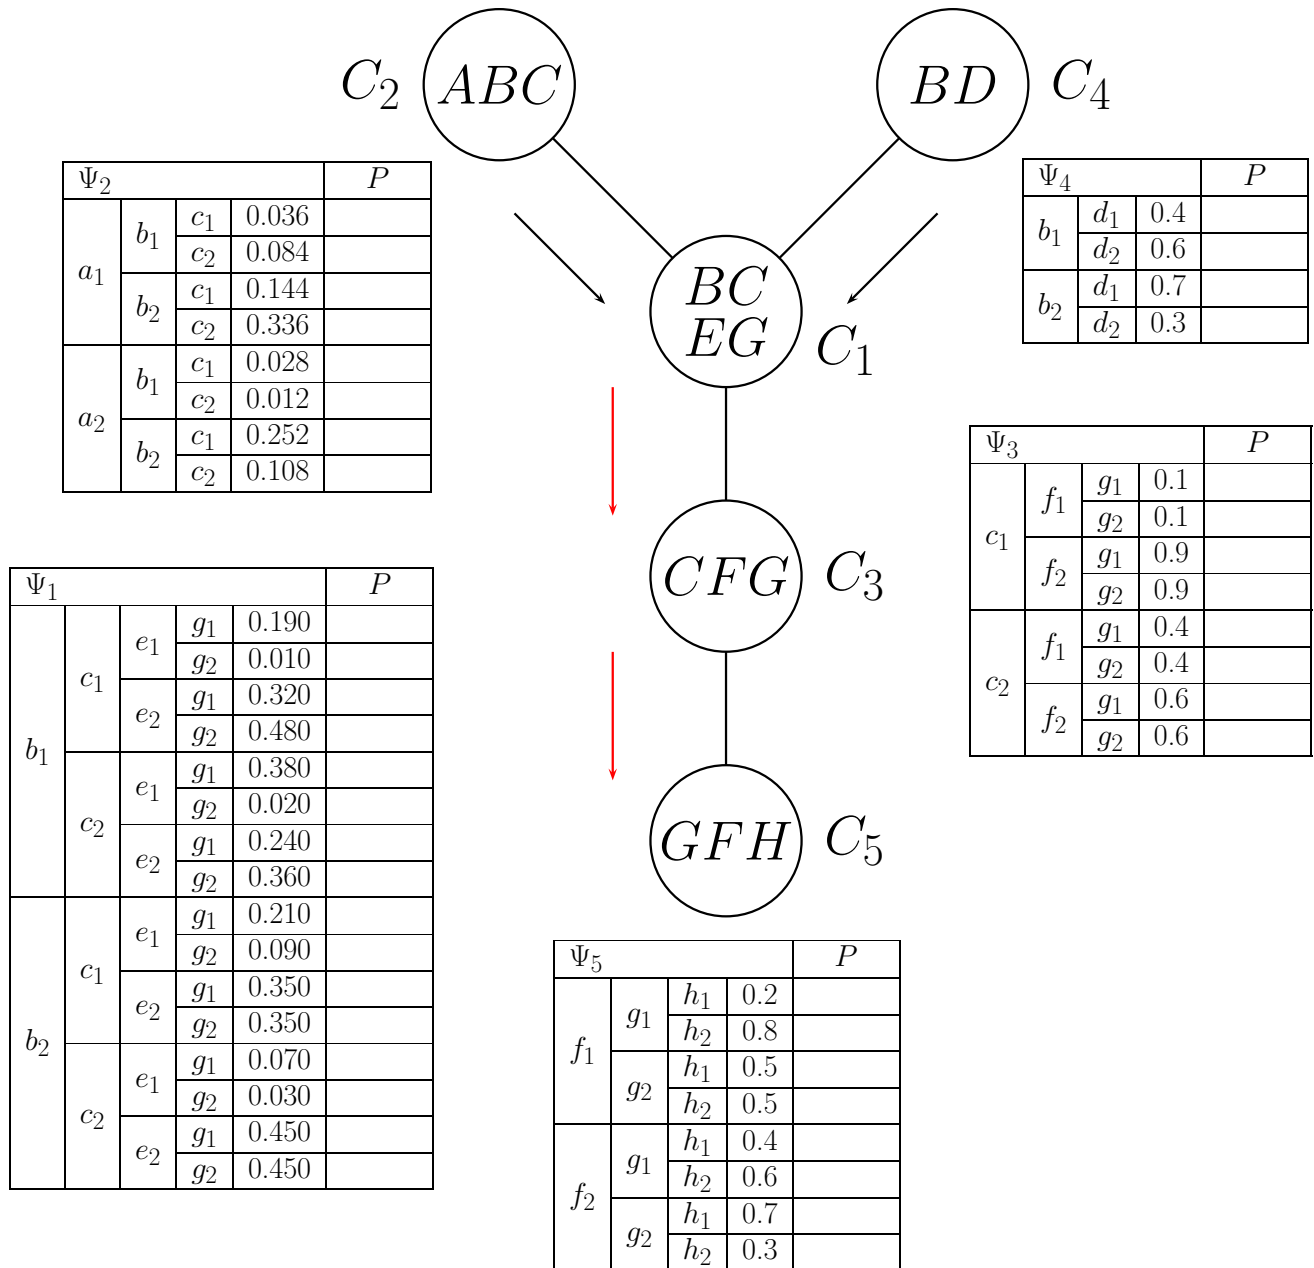 C2 ABC
BD C4
Ψ2 P
a1 b1 c1 0.036
c2 0.084
b2 c1 0.144
c2 0.336
a2 b1 c1 0.028
c2 0.012
b2 c1 0.252
c2 0.108
Ψ4 P
b1 d1 0.4
d2 0.6
b2 d1 0.7
d2 0.3
BC
EG
C1
Ψ3 P
c1 f1 g1 0.1
g2 0.1
f2 g1 0.9
g2 0.9
c2 f1 g1 0.4
g2 0.4
f2 g1 0.6
g2 0.6
CFG C3
Ψ1 P
b1 c1 e1 g1 0.190
g2 0.010
e2 g1 0.320
g2 0.480
c2 e1 g1 0.380
g2 0.020
e2 g1 0.240
g2 0.360
b2 c1 e1 g1 0.210
g2 0.090
e2 g1 0.350
g2 0.350
c2 e1 g1 0.070
g2 0.030
e2 g1 0.450
g2 0.450
GFH C5
Ψ5 P
f1 g1 h1 0.2
h2 0.8
g2 h1 0.5
h2 0.5
f2 g1 h1 0.4
h2 0.6
g2 h1 0.7
h2 0.3